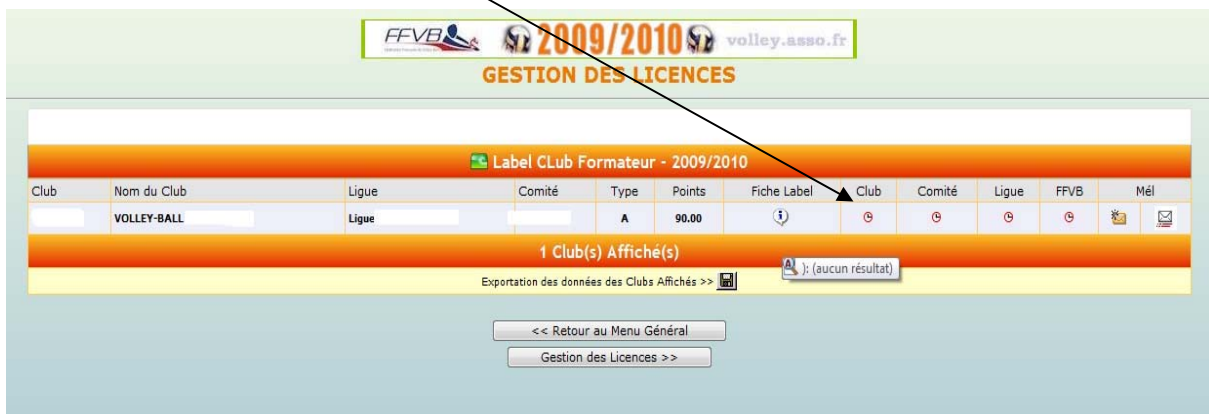 FFVB 2009/2010 volley.asso.fr
GESTION DES LICENCES
Label CLub Formateur - 2009/2010
Club Nom du Club Ligue Comité Type Points Fiche Label Club Comité Ligue FFVB Mél
VOLLEY-BALL Ligue A 90.00
1 Club(s) Affiché(s)
): (aucun résultat)
Exportation des données des Clubs Affichés >>
<< Retour au Menu Général
Gestion des Licences >>